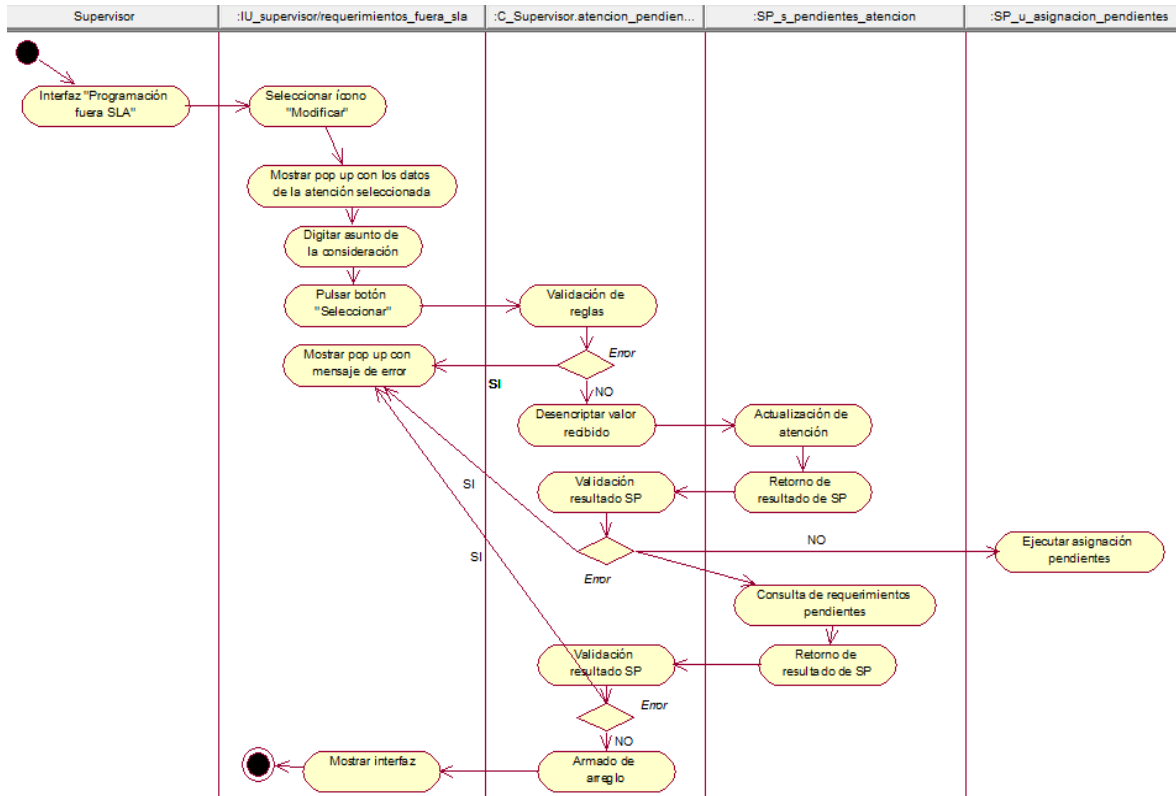 Supervisor
:IU_supervisor/requerimientos_fuera_sla
:C_Supervisor.atencion_pendien...
:SP_s_pendientes_atencion
:SP_u_asignacion_pendientes
Interfaz "Programación
fuera SLA"
Seleccionar ícono
"Modificar"
Mostrar pop up con los datos
de la atención seleccionada
Digitar asunto de
la consideración
Pulsar botón
"Seleccionar"
Validación de
reglas
Error
Mostrar pop up con
mensaje de error
SI
NO
Desencriptar valor
recibido
Actualización de
atención
Validación
resultado SP
Retorno de
resultado de SP
SI
NO
Ejecutar asignación
pendientes
SI
Error
Consulta de requerimientos
pendientes
Validación
resultado SP
Retorno de
resultado de SP
Error
NO
Mostrar interfaz
Armado de
arreglo